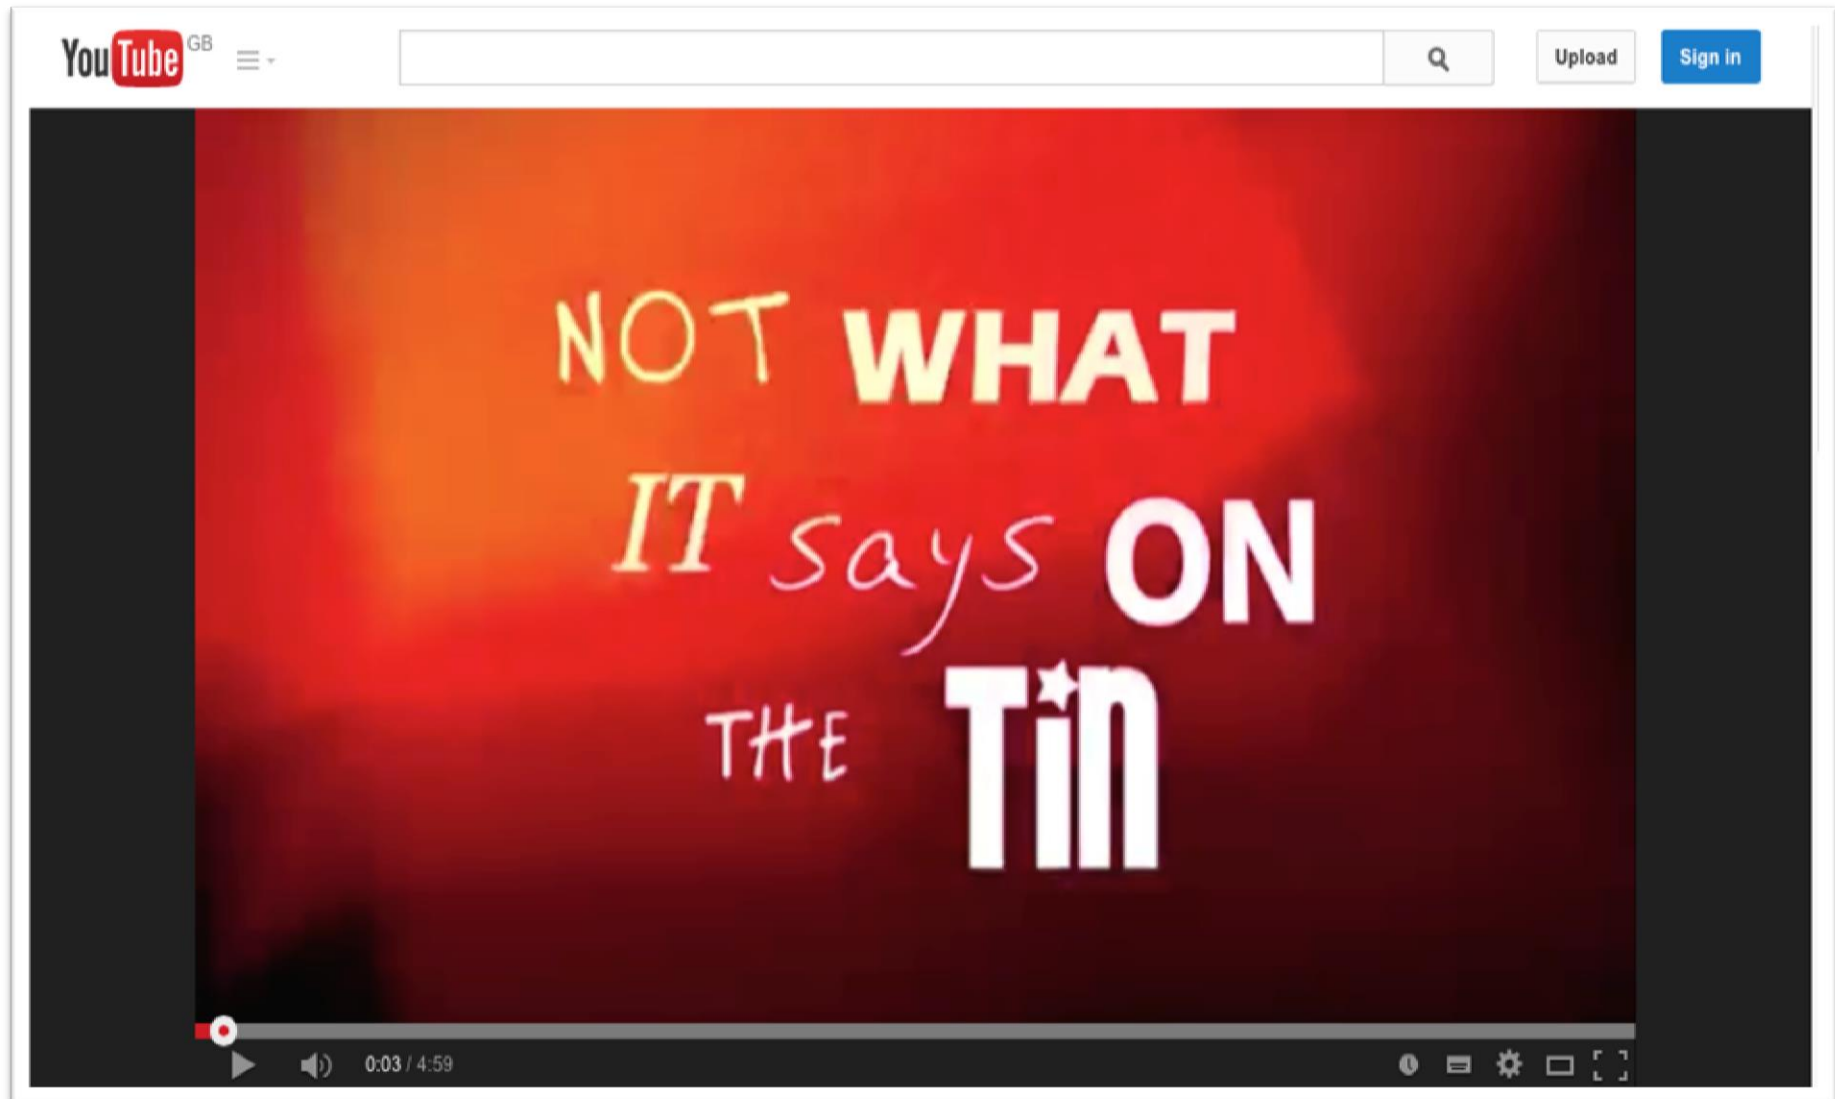 YouTube GB
Upload
Sign in
NOT WHAT
IT says ON
THE Tin
0:03 / 4:59